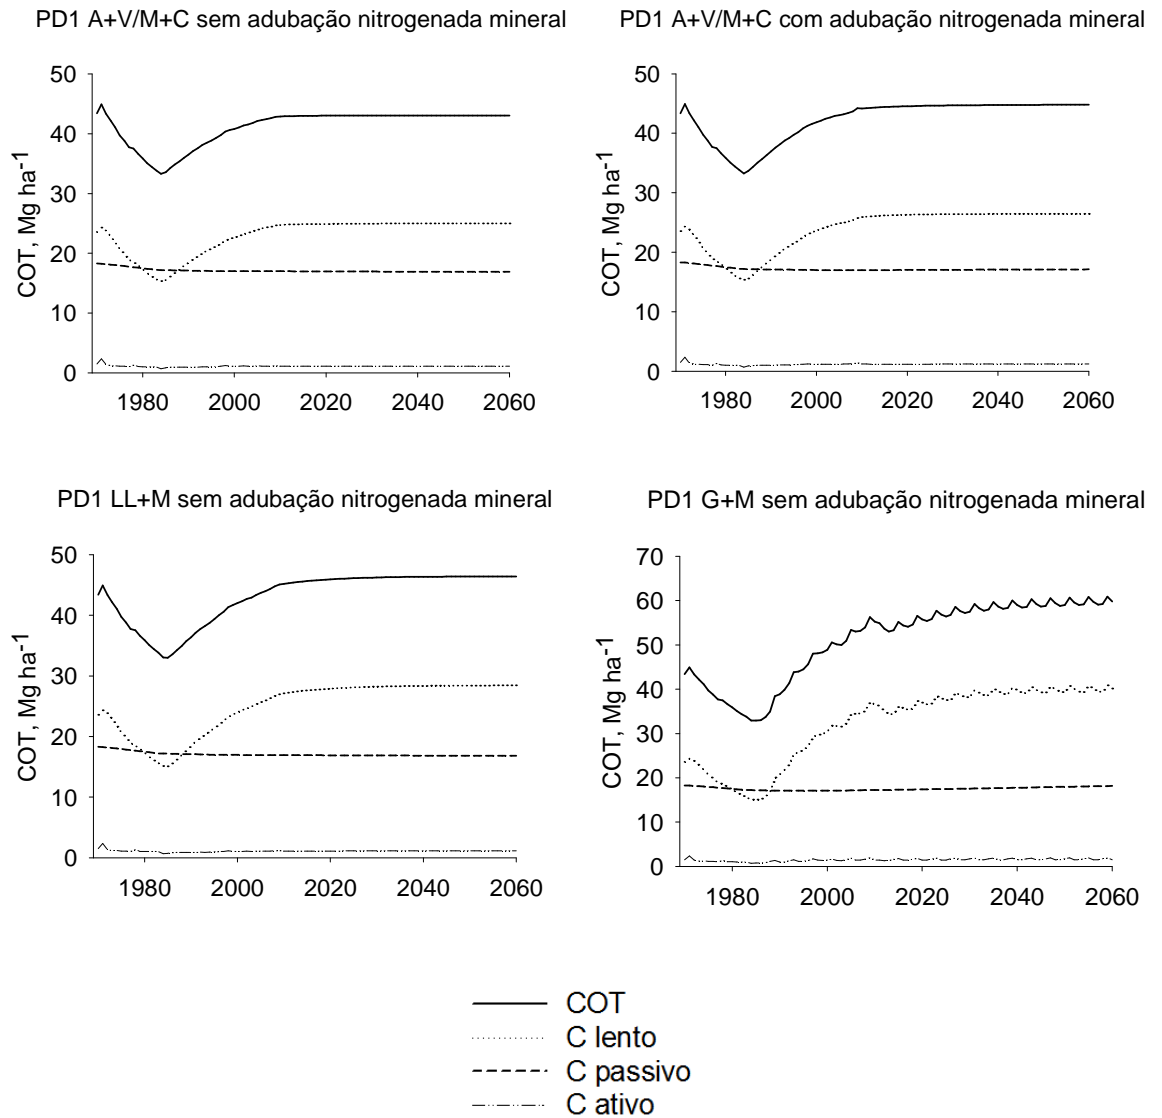 PD1 A+V/M+C sem adubação nitrogenada mineral
COT, Mg ha-1
50
40
30
20
10
0
1980 2000 2020 2040 2060
PD1 A+V/M+C com adubação nitrogenada mineral
COT, Mg ha-1
50
40
30
20
10
0
1980 2000 2020 2040 2060
PD1 LL+M sem adubação nitrogenada mineral
COT, Mg ha-1
50
40
30
20
10
0
1980 2000 2020 2040 2060
PD1 G+M sem adubação nitrogenada mineral
COT, Mg ha-1
70
60
50
40
30
20
10
0
1980 2000 2020 2040 2060
COT
C lento
C passivo
C ativo